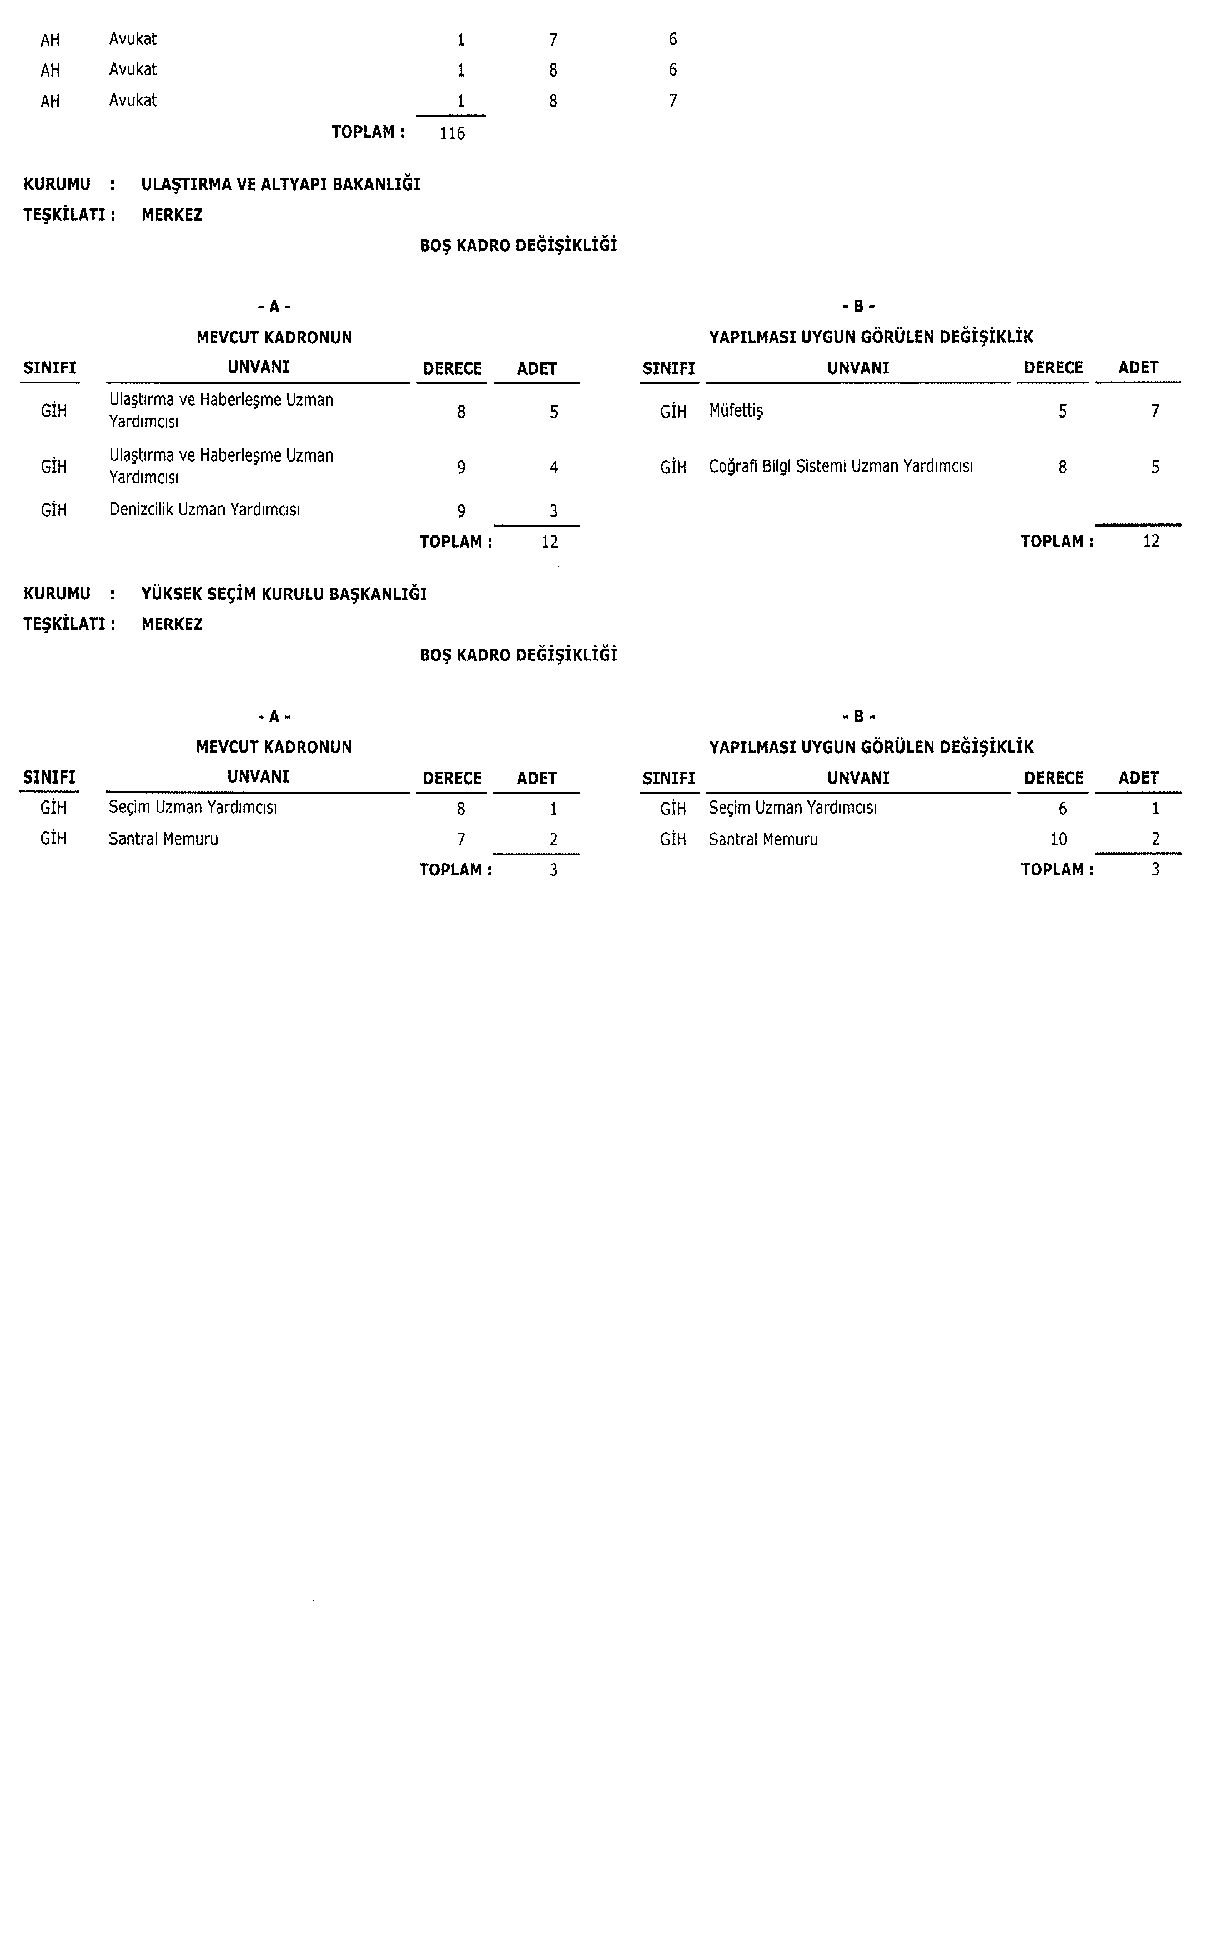 AH Avukat 1 7 6
AH Avukat 1 8 6
AH Avukat 1 8 7
TOPLAM : 116
KURUMU : ULAŞTIRMA VE ALTYAPI BAKANLIĞI
TEŞKİLATI : MERKEZ
BOŞ KADRO DEĞİŞİKLİĞİ
- A - - B -
MEVCUT KADRONUN YAPILMASI UYGUN GÖRÜLEN DEĞİŞİKLİK
SINIFI UNVANI DERECE ADET SINIFI UNVANI DERECE ADET
GİH Ulaştırma ve Haberleşme Uzman Yardımcısı 8 5 GİH Müfettiş 5 7
GİH Ulaştırma ve Haberleşme Uzman Yardımcısı 9 4 GİH Coğrafi Bilgi Sistemi Uzman Yardımcısı 8 5
GİH Denizcilik Uzman Yardımcısı 9 3
TOPLAM : 12 TOPLAM : 12
KURUMU : YÜKSEK SEÇİM KURULU BAŞKANLIĞI
TEŞKİLATI : MERKEZ
BOŞ KADRO DEĞİŞİKLİĞİ
- A - - B -
MEVCUT KADRONUN YAPILMASI UYGUN GÖRÜLEN DEĞİŞİKLİK
SINIFI UNVANI DERECE ADET SINIFI UNVANI DERECE ADET
GİH Seçim Uzman Yardımcısı 8 1 GİH Seçim Uzman Yardımcısı 6 1
GİH Santral Memuru 7 2 GİH Santral Memuru 10 2
TOPLAM : 3 TOPLAM : 3